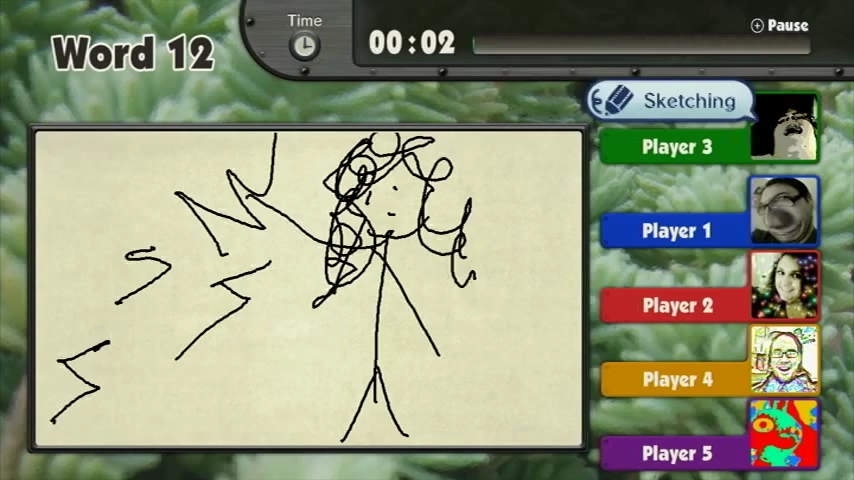 Word 12
Time
00:02
Pause
Sketching
Player 3
Player 1
Player 2
Player 4
Player 5